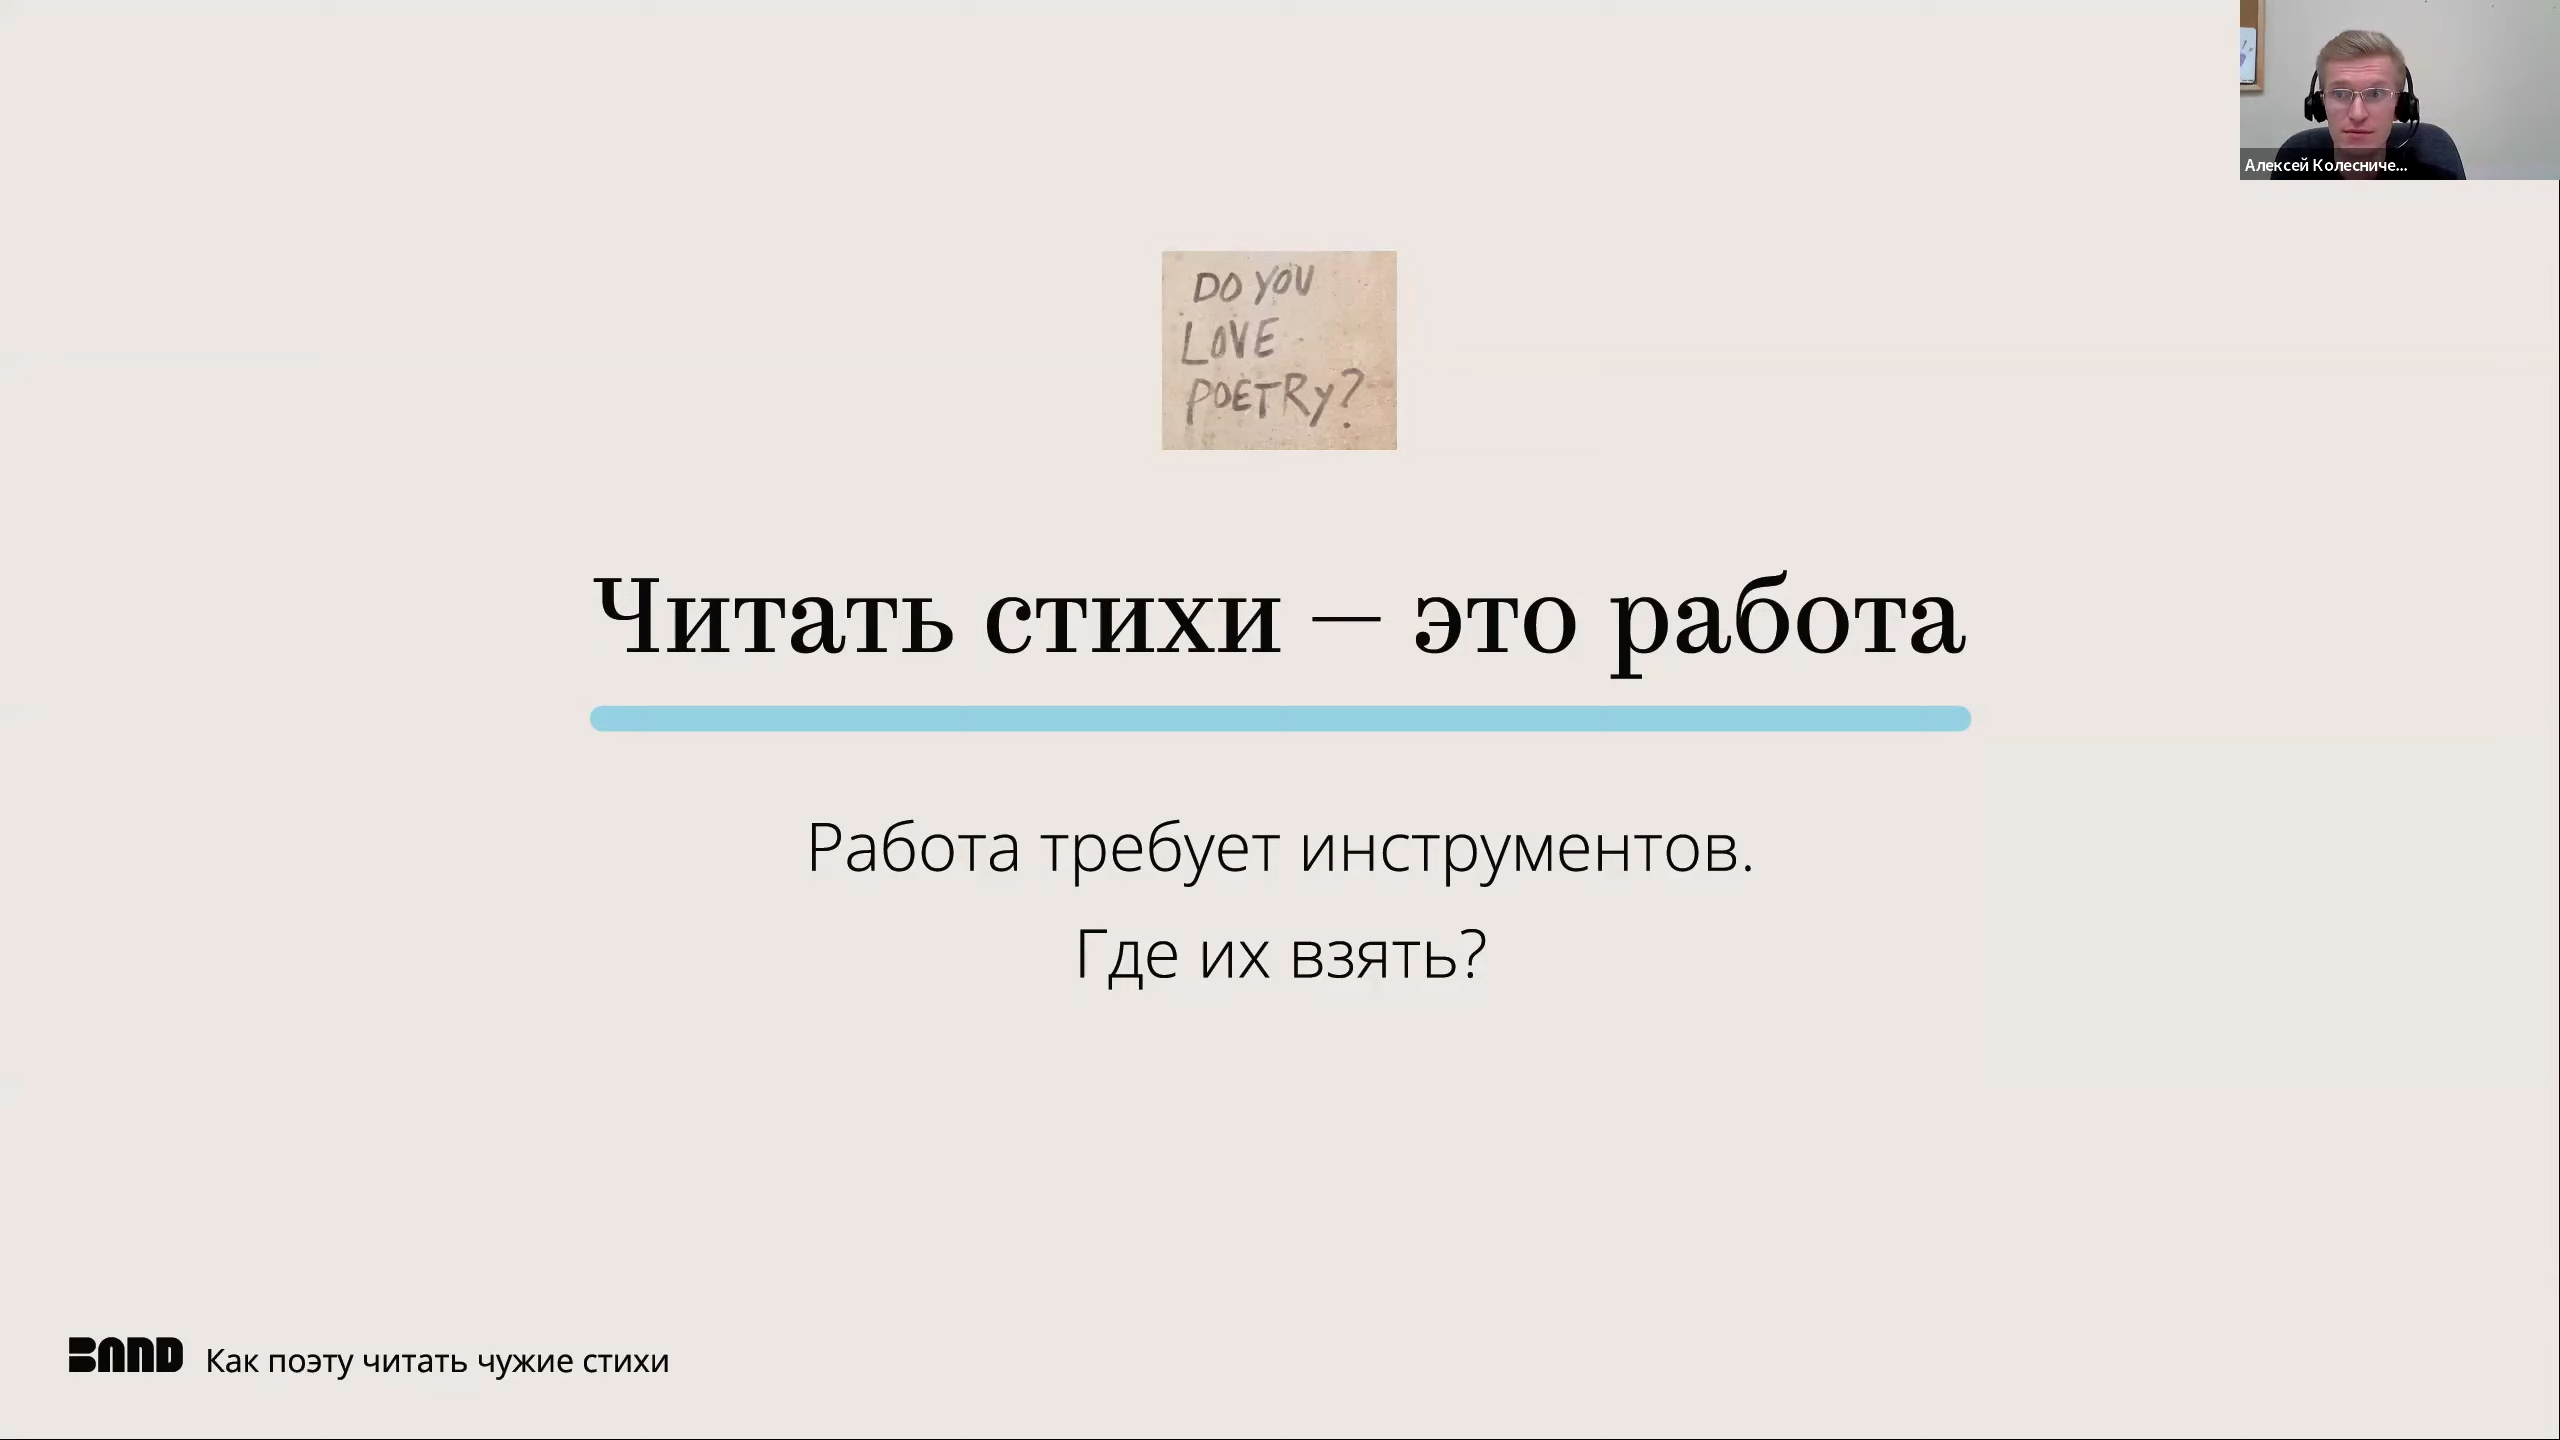 Алексей Колесниче...
DO YOU
LOVE
POETRY?
Читать стихи — это работа
Работа требует инструментов.
Где их взять?
BAND Как поэту читать чужие стихи